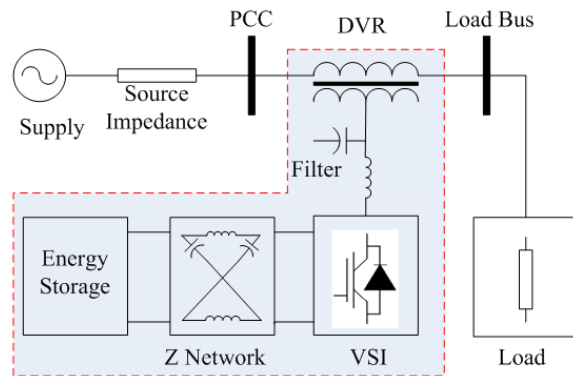 PCC
DVR
Load Bus
Supply
Source
Impedance
Filter
Energy
Storage
Z Network
VSI
Load